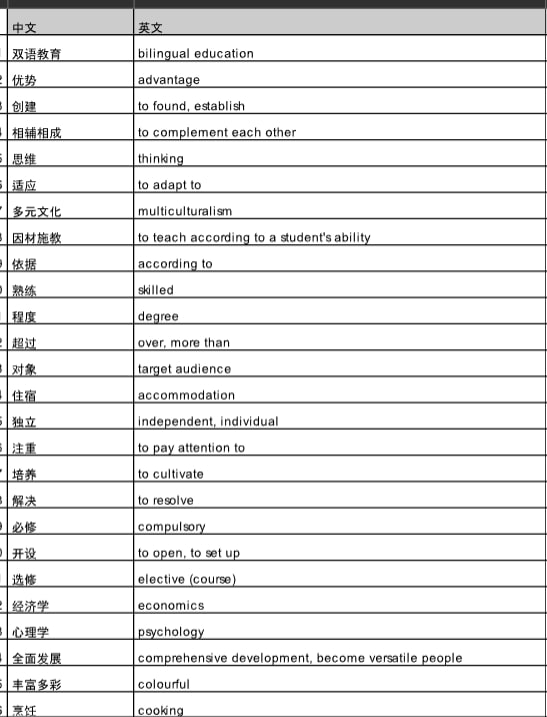 中文 英文
双语教育 bilingual education
优势 advantage
创建 to found, establish
相辅相成 to complement each other
思维 thinking
适应 to adapt to
多元文化 multiculturalism
因材施教 to teach according to a student's ability
依据 according to
熟练 skilled
程度 degree
超过 over, more than
对象 target audience
住宿 accommodation
独立 independent, individual
注重 to pay attention to
培养 to cultivate
解决 to resolve
必修 compulsory
开设 to open, to set up
选修 elective (course)
经济学 economics
心理学 psychology
全面发展 comprehensive development, become versatile people
丰富多彩 colourful
烹饪 cooking